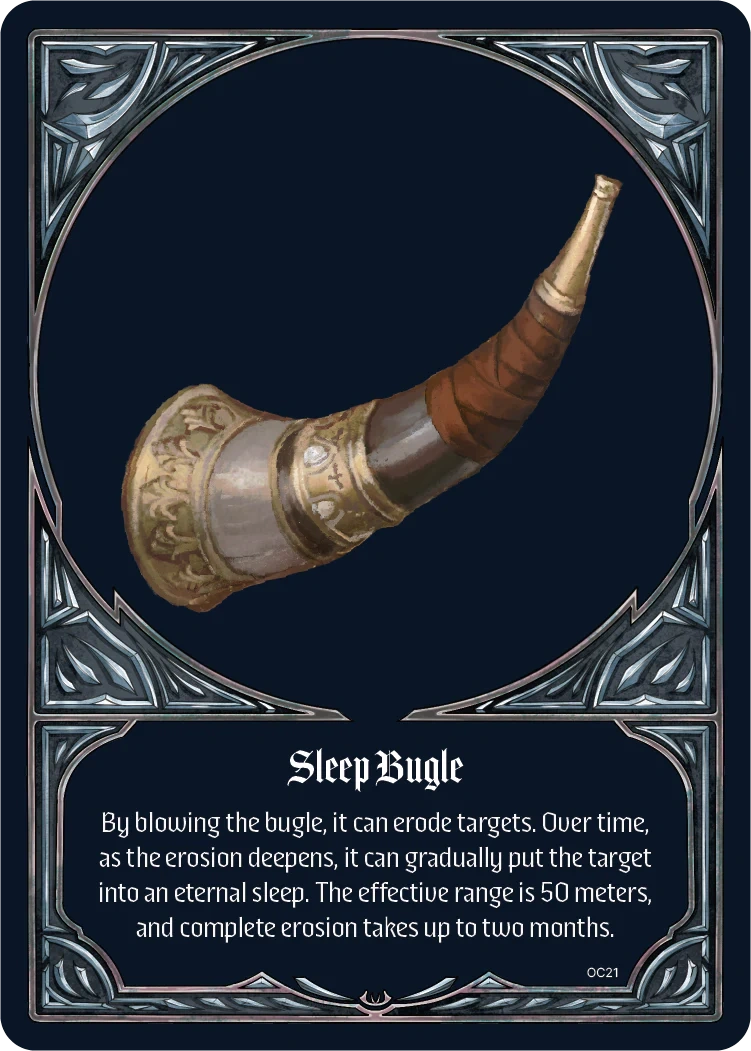 Sleep Bugle
By blowing the bugle, it can erode targets. Over time,
as the erosion deepens, it can gradually put the target
into an eternal sleep. The effective range is 50 meters,
and complete erosion takes up to two months.
OC21